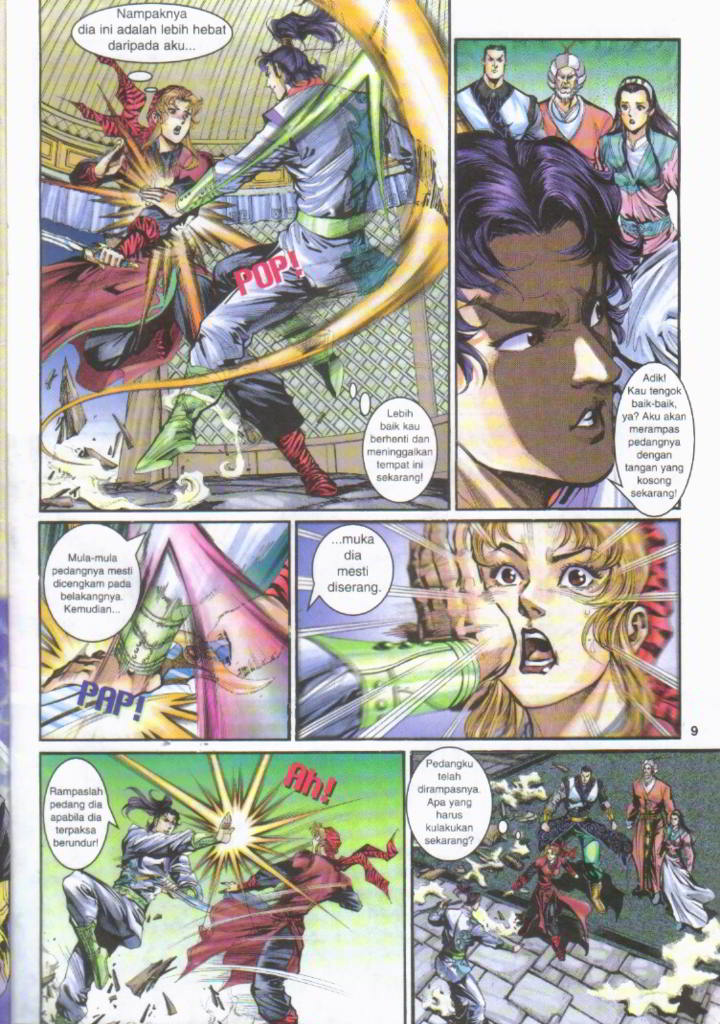 Nampaknya
dia ini adalah lebih hebat
daripada aku...
POP!
Lebih
baik kau
berhenti dan
meninggalkan
tempat ini
sekarang!
Adik!
Kau tengok
baik-baik,
ya? Aku akan
merampas
pedangnya
dengan
tangan yang
kosong
sekarang!
Mula-mula
pedangnya mesti
dicengkam pada
belakangnya.
Kemudian...
PAP!
...muka
dia
mesti
diserang.
9
Rampaslah
pedang dia
apabila dia
terpaksa
berundur!
Ah!
Pedangku
telah
dirampasnya.
Apa yang
harus
kulakukan
sekarang?